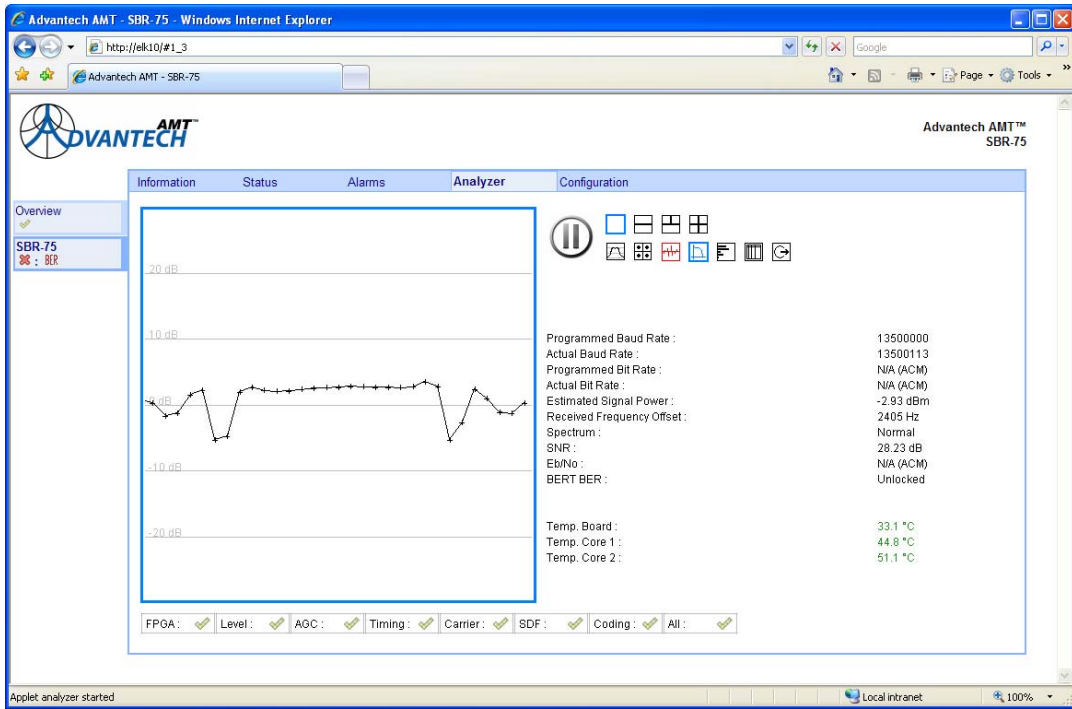 Advantech AMT - SBR-75 - Windows Internet Explorer
http://elk10/#1_3
Google
Advantech AMT - SBR-75
Page
Tools
»
ADVANTECH AMT™
Advantech AMT™
SBR-75
Information Status Alarms Analyzer Configuration
Overview
SBR-75
: BER
20 dB
10 dB
0 dB
-10 dB
-20 dB
Programmed Baud Rate : 13500000
Actual Baud Rate : 13500113
Programmed Bit Rate : N/A (ACM)
Actual Bit Rate : N/A (ACM)
Estimated Signal Power : -2.93 dBm
Received Frequency Offset : 2405 Hz
Spectrum : Normal
SNR : 28.23 dB
Eb/No : N/A (ACM)
BERT BER : Unlocked
Temp. Board : 33.1 °C
Temp. Core 1 : 44.8 °C
Temp. Core 2 : 51.1 °C
FPGA : Level : AGC : Timing : Carrier : SDF : Coding : All :
Applet analyzer started
Local intranet
100%